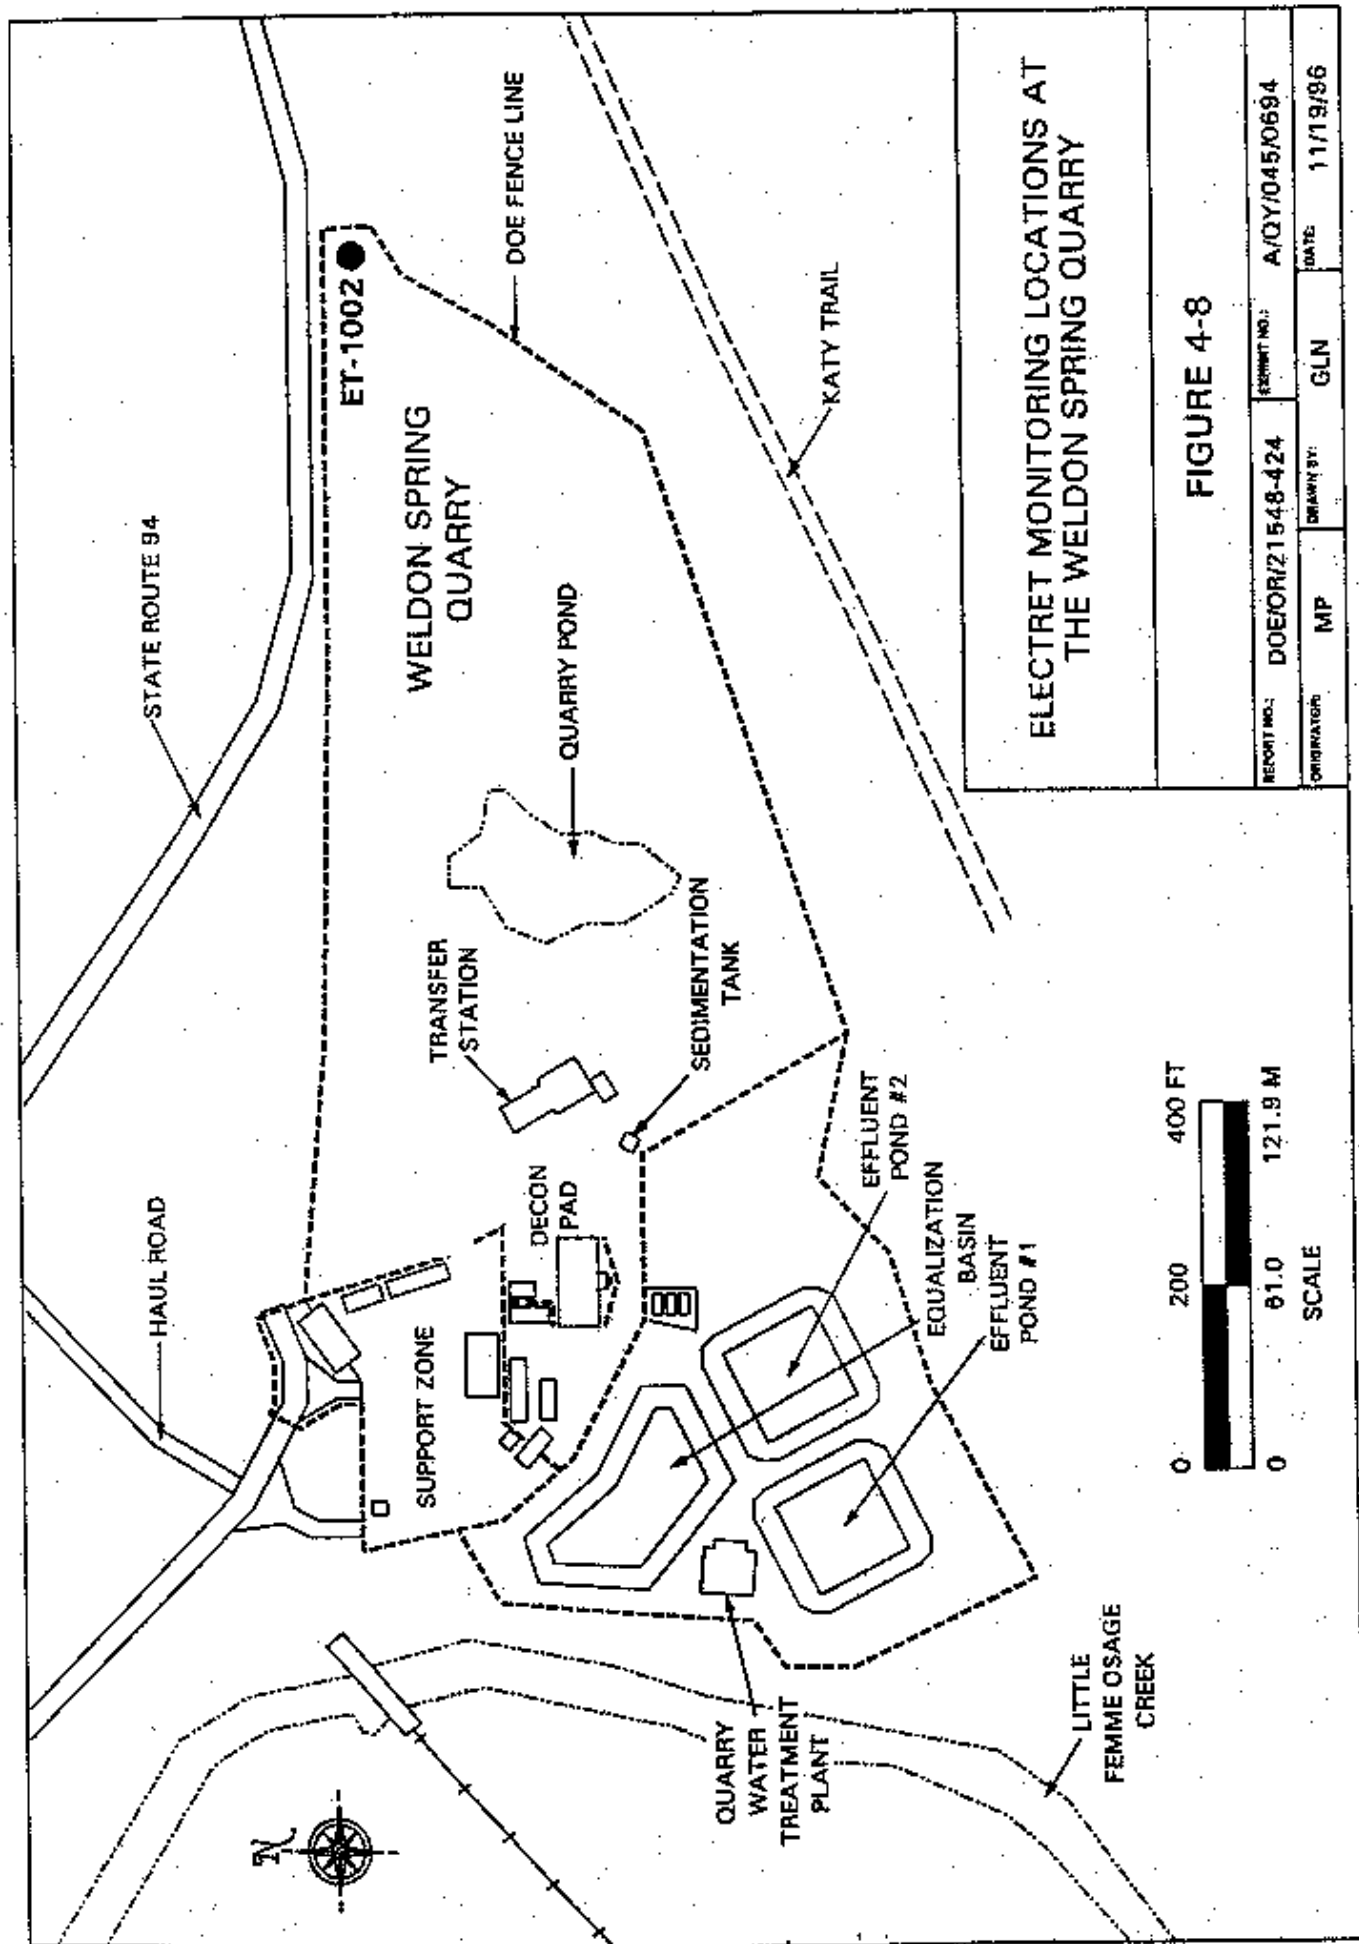 STATE ROUTE 94
HAUL ROAD
N
ET-1002
DOE FENCE LINE
WELDON SPRING
QUARRY
QUARRY POND
TRANSFER
STATION
SEDIMENTATION
TANK
KATY TRAIL
DECON
PAD
SUPPORT ZONE
EFFLUENT
POND #2
EQUALIZATION
BASIN
EFFLUENT
POND #1
QUARRY
WATER
TREATMENT
PLANT
LITTLE
FEMME OSAGE
CREEK
0 200 400 FT
0 61.0 121.9 M
SCALE
ELECTRET MONITORING LOCATIONS AT
THE WELDON SPRING QUARRY
FIGURE 4-8
REPORT NO.: DOE/OR/21548-424 EXHIBIT NO.: A/QY/045/0694
ORIGINATOR: MP DRAWN BY: GLN DATE: 11/19/96